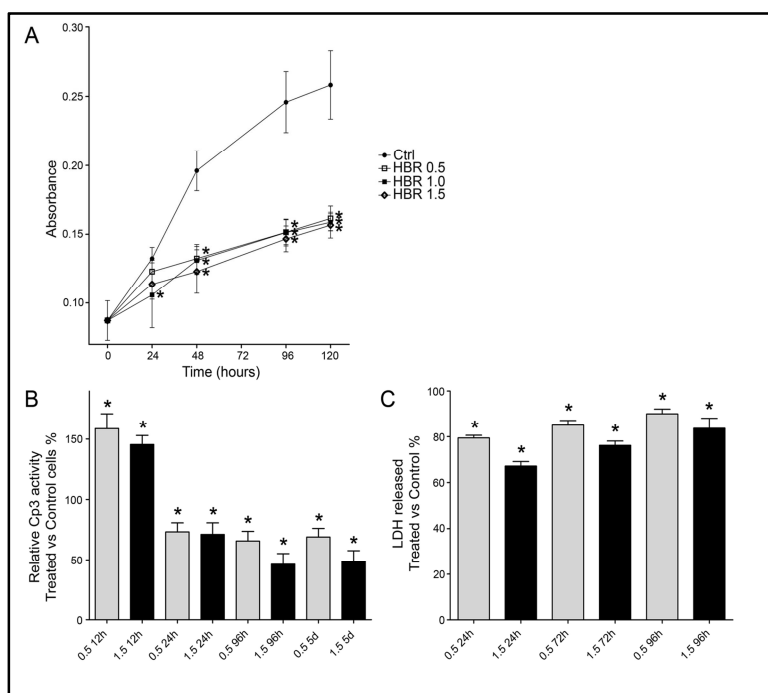 A
0.30
0.25
0.20
0.15
0.10
Absorbance
0 24 48 72 96 120
Time (hours)
Ctrl
HBR 0.5
HBR 1.0
HBR 1.5
*
* * *
* * *
* * *
B
Relative Cp3 activity
Treated vs Control cells %
150
100
50
0
* * * * * * * *
0.5 12h 1.5 12h 0.5 24h 1.5 24h 0.5 96h 1.5 96h 0.5 5d 1.5 5d
C
LDH released
Treated vs Control %
100
80
60
40
20
0
* * * * * *
0.5 24h 1.5 24h 0.5 72h 1.5 72h 0.5 96h 1.5 96h